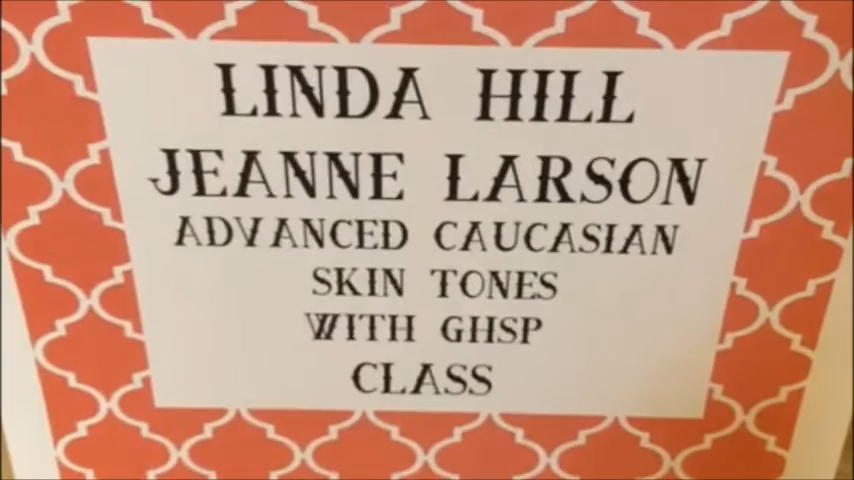 LINDA HILL
JEANNE LARSON
ADVANCED CAUCASIAN
SKIN TONES
WITH GHSP
CLASS